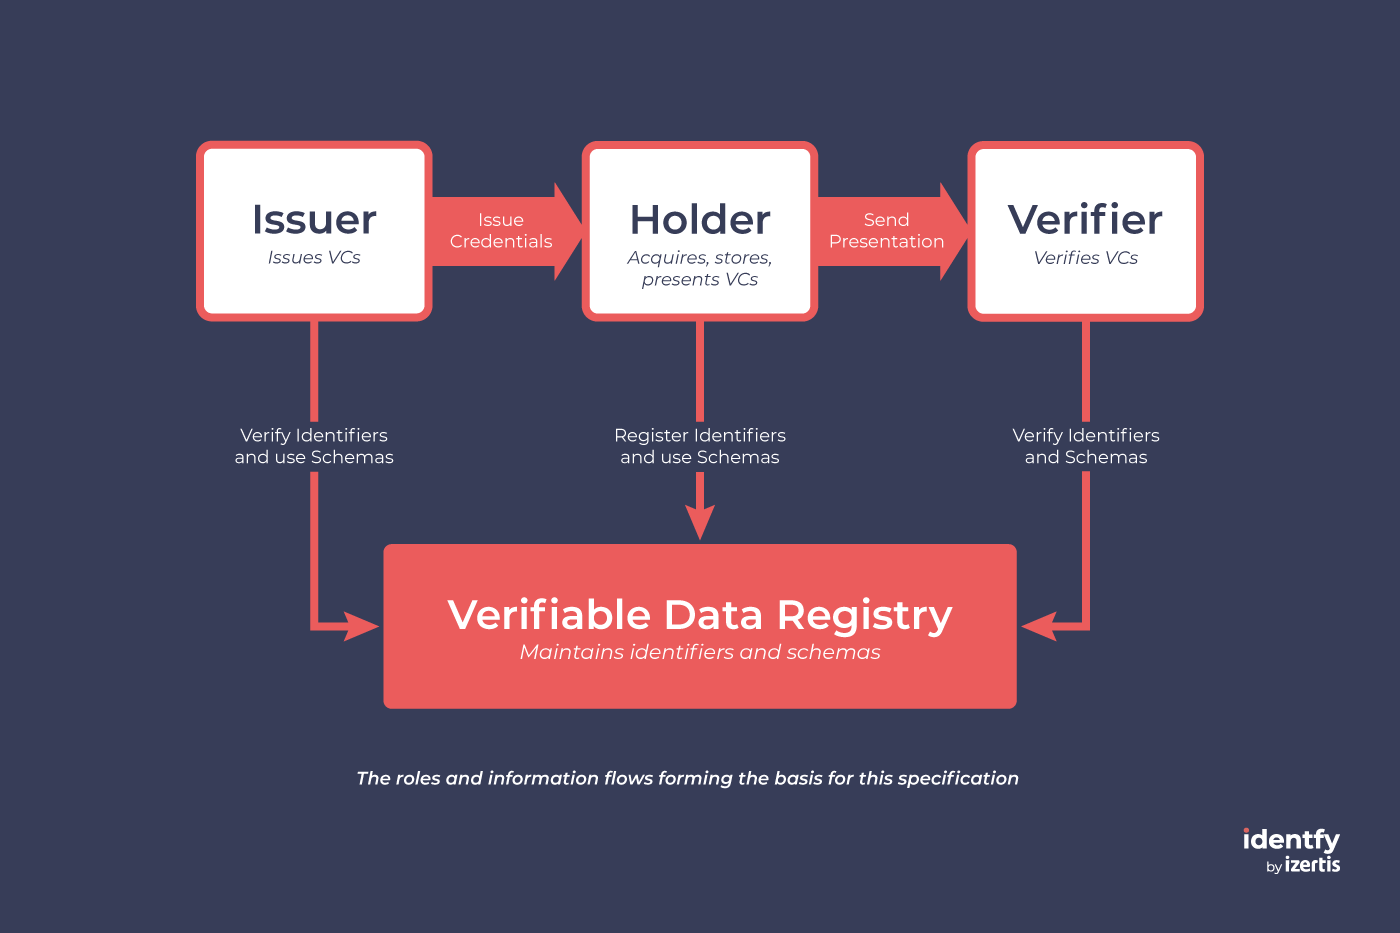 Issuer
Issues VCs
Issue
Credentials
Holder
Acquires, stores,
presents VCs
Send
Presentation
Verifier
Verifies VCs
Verify Identifiers
and use Schemas
Register Identifiers
and use Schemas
Verify Identifiers
and Schemas
Verifiable Data Registry
Maintains identifiers and schemas
The roles and information flows forming the basis for this specification
identfy
by izertis